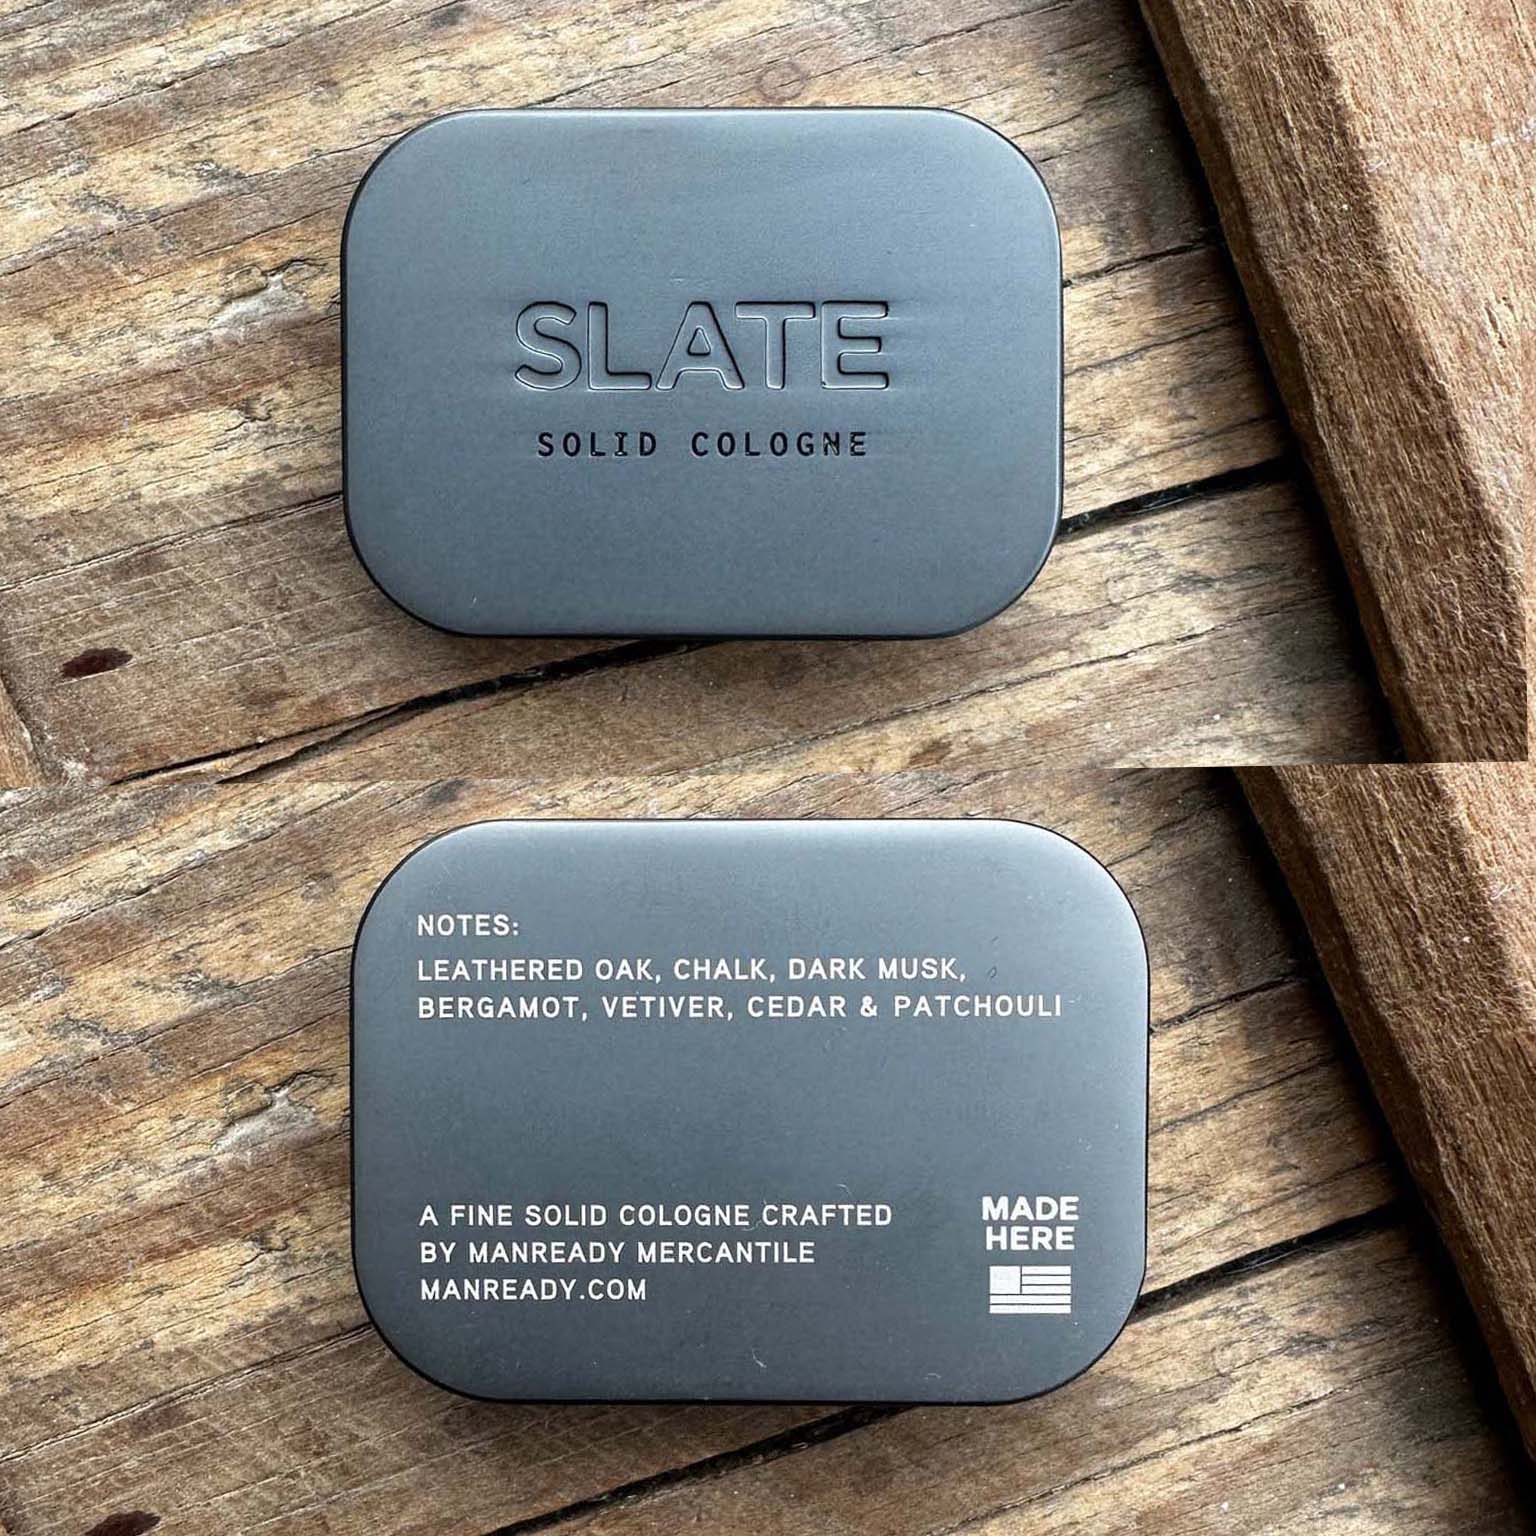 SLATE
SOLID COLOGNE
NOTES:
LEATHERED OAK, CHALK, DARK MUSK,
BERGAMOT, VETIVER, CEDAR & PATCHOULI
A FINE SOLID COLOGNE CRAFTED
BY MANREADY MERCANTILE
MANREADY.COM
MADE
HERE